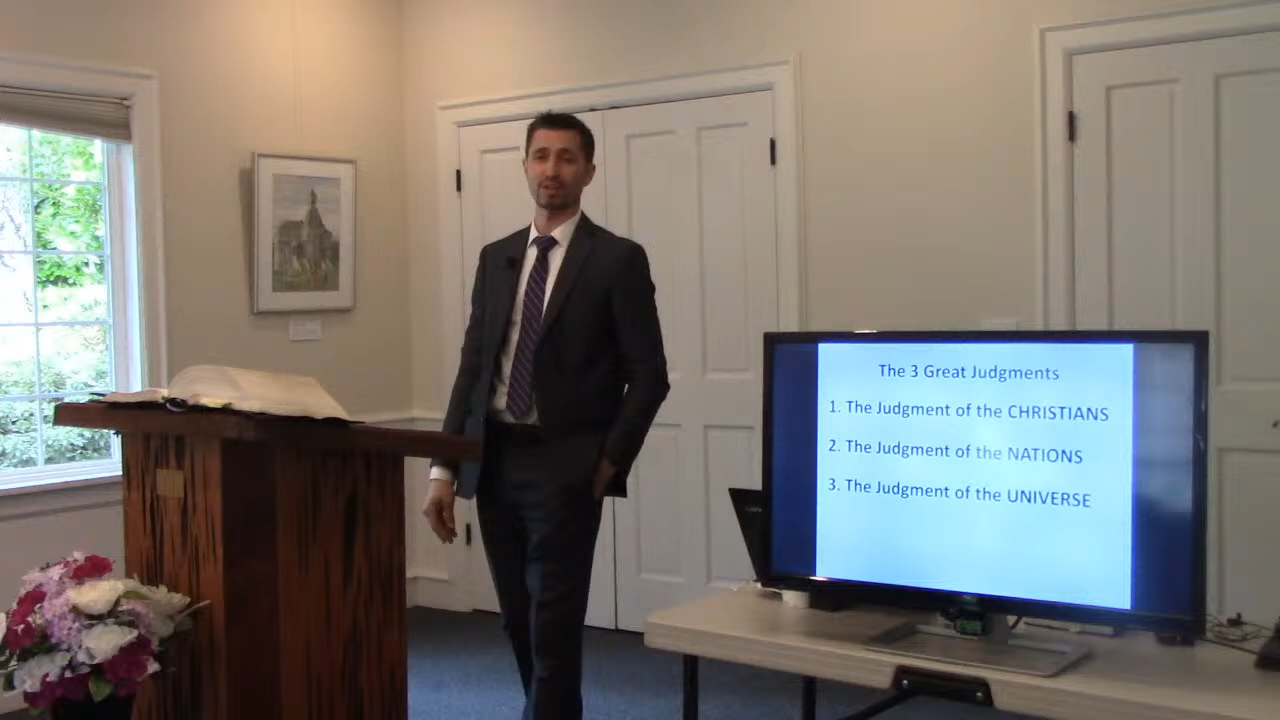 The 3 Great Judgments
1. The Judgment of the CHRISTIANS
2. The Judgment of the NATIONS
3. The Judgment of the UNIVERSE